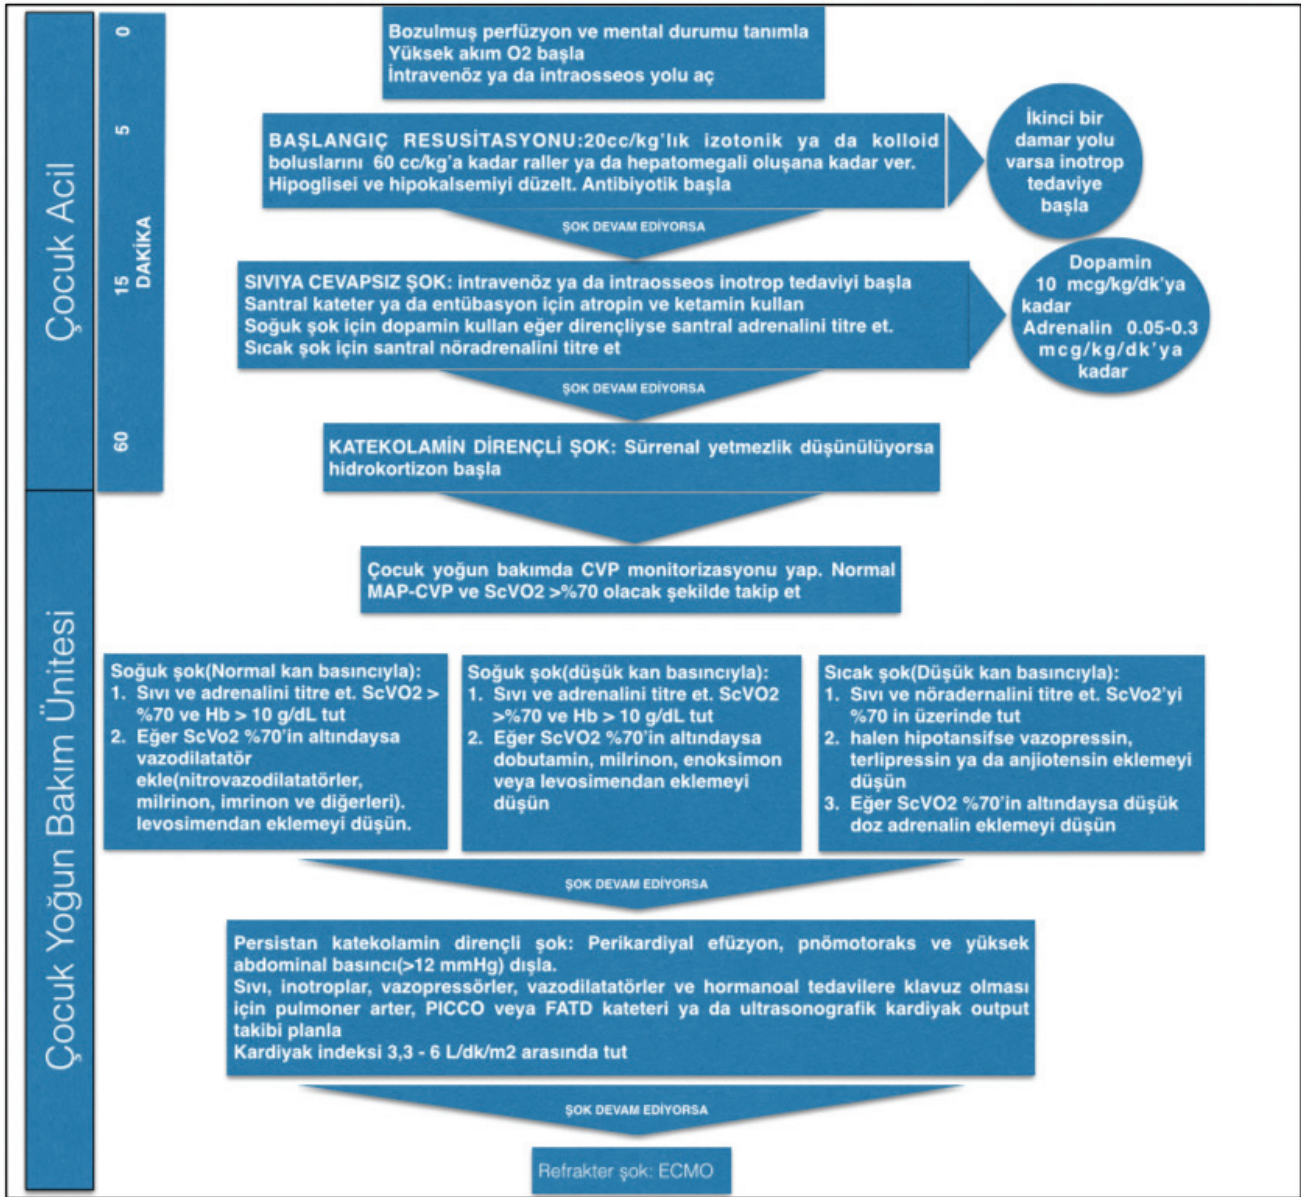 Çocuk Acil
0
5
15
DAKİKA
60
Bozulmuş perfüzyon ve mental durumu tanımla
Yüksek akım O2 başla
İntravenöz ya da intraosseos yolu aç
BAŞLANGIÇ RESUSİTASYONU:20cc/kg'lık izotonik ya da kolloid
boluslarını 60 cc/kg'a kadar raller ya da hepatomegali oluşana kadar ver.
Hipoglisei ve hipokalsemiyi düzelt. Antibiyotik başla
İkinci bir
damar yolu
varsa inotrop
tedaviye
başla
ŞOK DEVAM EDİYORSA
SIVIYA CEVAPSIZ ŞOK: intravenöz ya da intraosseos inotrop tedaviyi başla
Santral kateter ya da entübasyon için atropin ve ketamin kullan
Soğuk şok için dopamin kullan eğer dirençliyse santral adrenalini titre et.
Sıcak şok için santral nöradrenalini titre et
Dopamin
10 mcg/kg/dk'ya
kadar
Adrenalin 0.05-0.3
mcg/kg/dk'ya
kadar
ŞOK DEVAM EDİYORSA
KATEKOLAMİN DİRENÇLİ ŞOK: Sürrenal yetmezlik düşünülüyorsa
hidrokortizon başla
Çocuk Yoğun Bakım Ünitesi
Çocuk yoğun bakımda CVP monitorizasyonu yap. Normal
MAP-CVP ve ScVO2 >%70 olacak şekilde takip et
Soğuk şok(Normal kan basıncıyla):
1. Sıvı ve adrenalini titre et. ScVO2 >
%70 ve Hb > 10 g/dL tut
2. Eğer ScVo2 %70'in altındaysa
vazodilatatör
ekle(nitrovazodilatatörler,
milrinon, imrinon ve diğerleri).
levosimendan eklemeyi düşün.
Soğuk şok(düşük kan basıncıyla):
1. Sıvı ve adrenalini titre et. ScVO2
>%70 ve Hb > 10 g/dL tut
2. Eğer ScVO2 %70'in altındaysa
dobutamin, milrinon, enoksimon
veya levosimendan eklemeyi
düşün
Sıcak şok(Düşük kan basıncıyla):
1. Sıvı ve nöradernalini titre et. ScVo2'yi
%70 in üzerinde tut
2. halen hipotansifse vazopressin,
terlipressin ya da anjiotensin eklemeyi
düşün
3. Eğer ScVO2 %70'in altındaysa düşük
doz adrenalin eklemeyi düşün
ŞOK DEVAM EDİYORSA
Persistan katekolamin dirençli şok: Perikardiyal efüzyon, pnömotoraks ve yüksek
abdominal basıncı(>12 mmHg) dışla.
Sıvı, inotroplar, vazopressörler, vazodilatatörler ve hormanoal tedavilere klavuz olması
için pulmoner arter, PICCO veya FATD kateteri ya da ultrasonografik kardiyak output
takibi planla
Kardiyak indeksi 3,3 - 6 L/dk/m2 arasında tut
ŞOK DEVAM EDİYORSA
Refrakter şok: ECMO